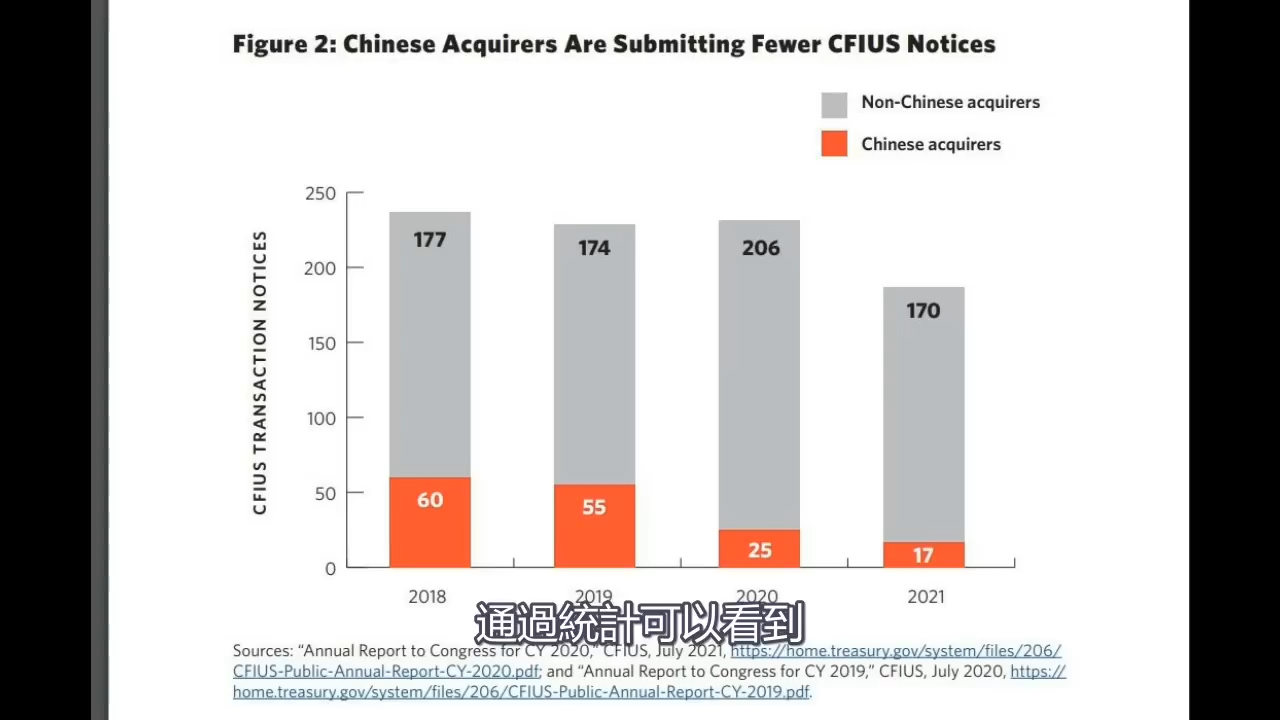 Figure 2: Chinese Acquirers Are Submitting Fewer CFIUS Notices
Non-Chinese acquirers
Chinese acquirers
CFIUS TRANSACTION NOTICES
250
200
150
100
50
0
177
174
206
170
60
55
25
17
2018
2019
2020
2021
通過統計可以看到
Sources: “Annual Report to Congress for CY 2020,” CFIUS, July 2021, https://home.treasury.gov/system/files/206/
CFIUS-Public-Annual-Report-CY-2020.pdf; and “Annual Report to Congress for CY 2019,” CFIUS, July 2020, https://
home.treasury.gov/system/files/206/CFIUS-Public-Annual-Report-CY-2019.pdf.